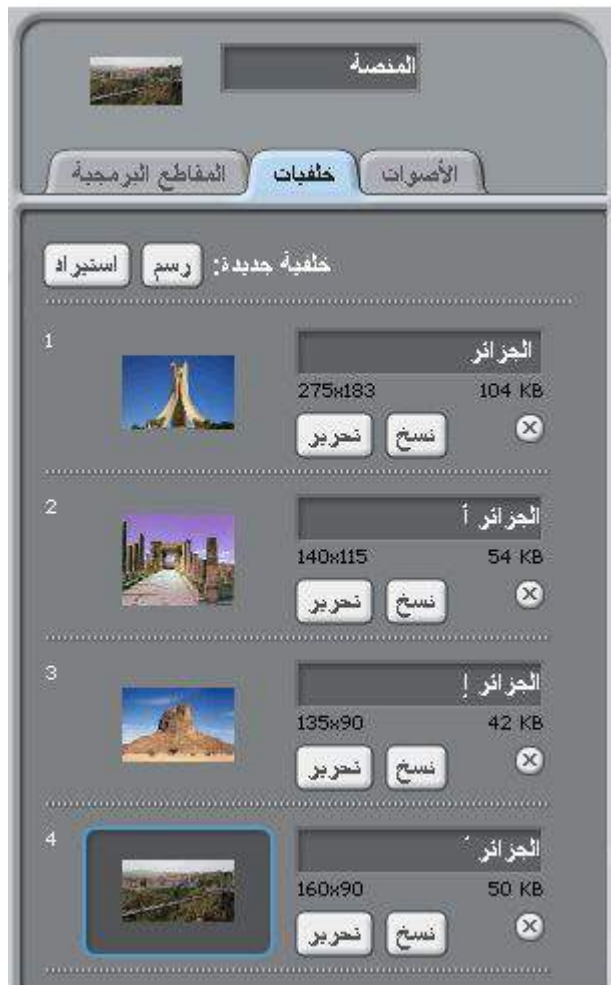 المنصة
الأصوات خلفيات المقاطع البرمجية
خلفية جديدة: رسم استيراد
1
الجزائر
275x183 104 KB
نسخ تحرير
2
الجزائر أ
140x115 54 KB
نسخ تحرير
3
الجزائر إ
135x90 42 KB
نسخ تحرير
4
الجزائر
160x90 50 KB
نسخ تحرير